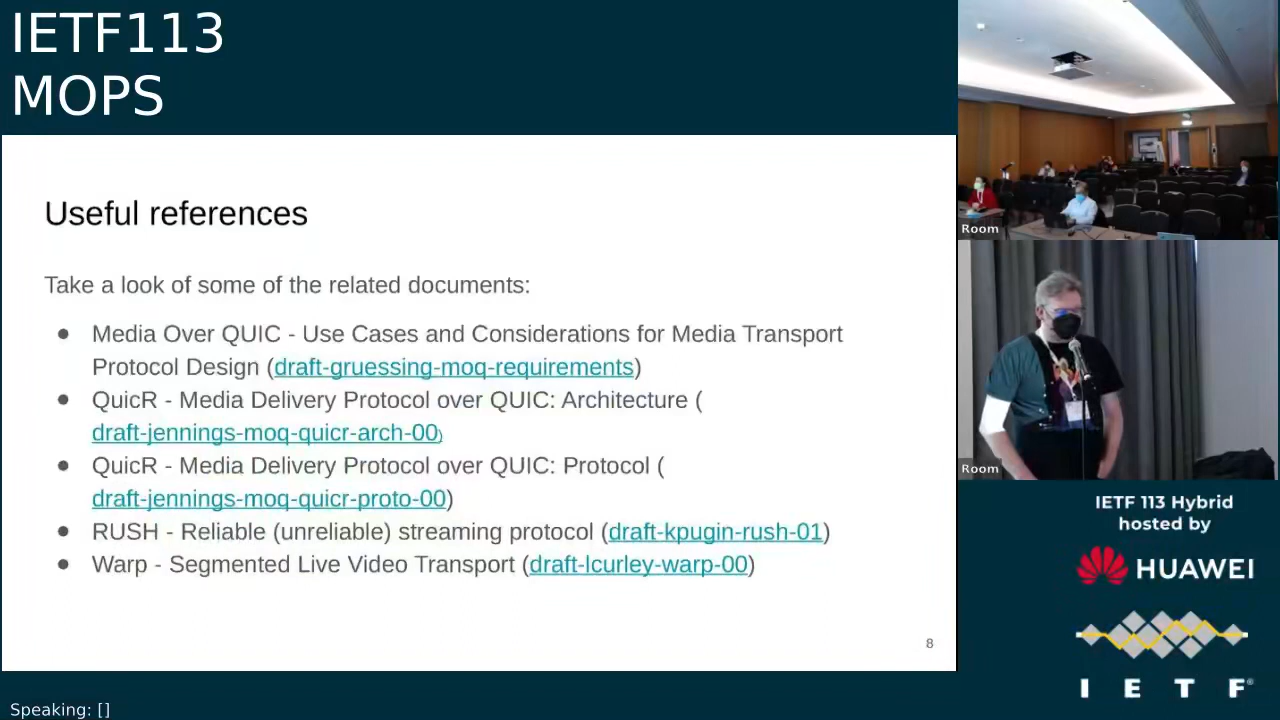 IETF113
MOPS
Useful references
Take a look of some of the related documents:
● Media Over QUIC - Use Cases and Considerations for Media Transport
Protocol Design (draft-gruessing-moq-requirements)
● QuicR - Media Delivery Protocol over QUIC: Architecture (
draft-jennings-moq-quicr-arch-00)
● QuicR - Media Delivery Protocol over QUIC: Protocol (
draft-jennings-moq-quicr-proto-00)
● RUSH - Reliable (unreliable) streaming protocol (draft-kpugin-rush-01)
● Warp - Segmented Live Video Transport (draft-lcurley-warp-00)
8
Speaking: []
Room
Room
IETF 113 Hybrid
hosted by
HUAWEI
I E T F®